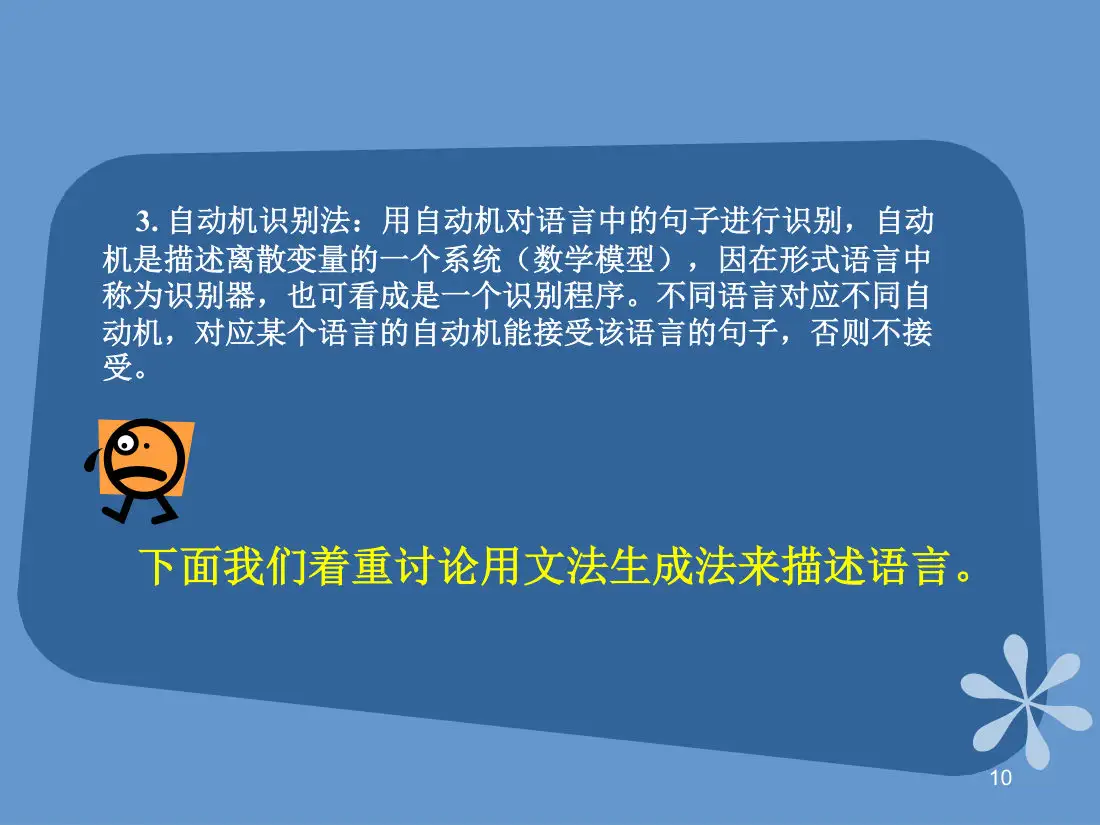 3. 自动机识别法：用自动机对语言中的句子进行识别，自动
机是描述离散变量的一个系统（数学模型），因在形式语言中
称为识别器，也可看成是一个识别程序。不同语言对应不同自
动机，对应某个语言的自动机能接受该语言的句子，否则不接
受。
下面我们着重讨论用文法生成法来描述语言。
10